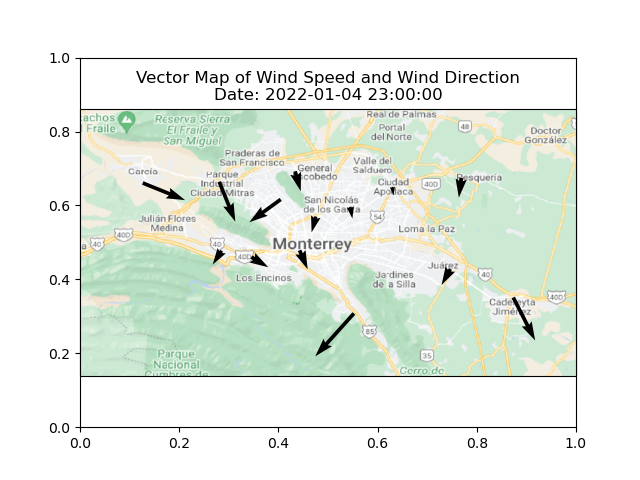 1.0
Vector Map of Wind Speed and Wind Direction
Date: 2022-01-04 23:00:00
achos
Fraile
Reserva Sierra
El Fraile y
San Miguel
Real de Palmas
Portal
del Norte
48
Doctor
González
0.8
Praderas de
San Francisco
General
Escobedo
Valle del
Salduero
García
Parque
Industrial
Ciudad Mitras
Ciudad
Apodaca
40D
Pesquería
0.6
San Nicolás
de los Garza
54
Julián Flores
Medina
Loma la Paz
40
40D
40
Monterrey
40D
Los Encinos
Jardines
de la Silla
Juárez
40
0.4
Cadereyta
Jiménez
40D
85
35
0.2
Parque
Nacional
Cumbres de
Cerro de
0.0
0.0 0.2 0.4 0.6 0.8 1.0